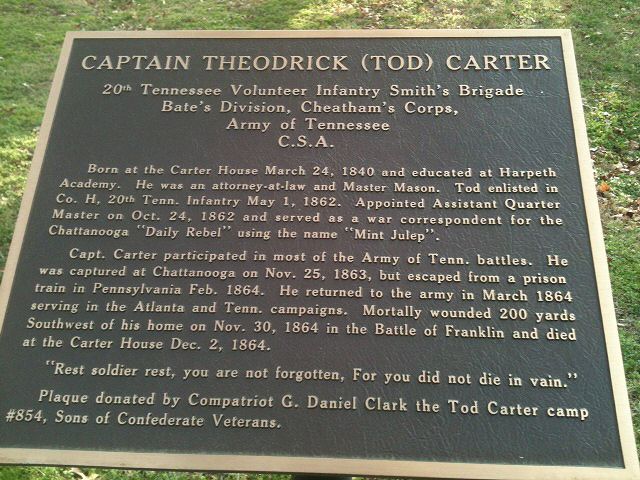 CAPTAIN THEODRICK (TOD) CARTER
20th Tennessee Volunteer Infantry Smith's Brigade
Bate's Division, Cheatham's Corps,
Army of Tennessee
C.S.A.
Born at the Carter House March 24, 1840 and educated at Harpeth
Academy. He was an attorney-at-law and Master Mason. Tod enlisted in
Co. H, 20th Tenn. Infantry May 1, 1862. Appointed Assistant Quarter
Master on Oct. 24, 1862 and served as a war correspondent for the
Chattanooga "Daily Rebel" using the name "Mint Julep".
Capt. Carter participated in most of the Army of Tenn. battles. He
was captured at Chattanooga on Nov. 25, 1863, but escaped from a prison
train in Pennsylvania Feb. 1864. He returned to the army in March 1864
serving in the Atlanta and Tenn. campaigns. Mortally wounded 200 yards
Southwest of his home on Nov. 30, 1864 in the Battle of Franklin and died
at the Carter House Dec. 2, 1864.
"Rest soldier rest, you are not forgotten, For you did not die in vain."
Plaque donated by Compatriot G. Daniel Clark the Tod Carter camp
#854, Sons of Confederate Veterans.